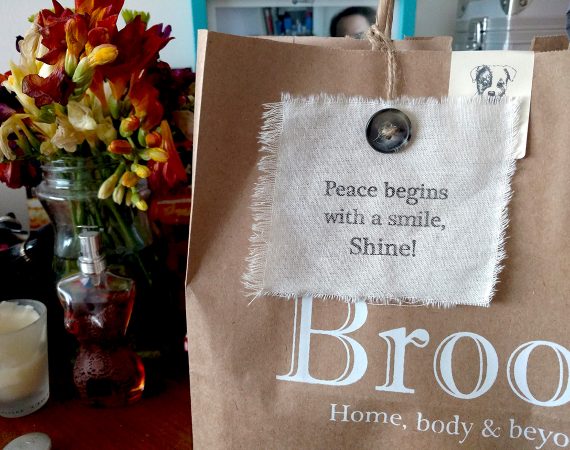 Peace begins
with a smile,
Shine!
Broo
Home, body & beyo